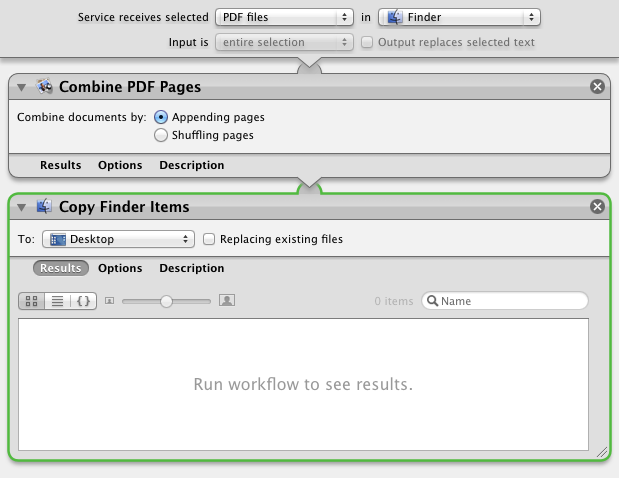 Service receives selected PDF files in Finder
Input is entire selection Output replaces selected text
Combine PDF Pages
Combine documents by: Appending pages
Shuffling pages
Results Options Description
Copy Finder Items
To: Desktop Replacing existing files
Results Options Description
0 items Name
Run workflow to see results.